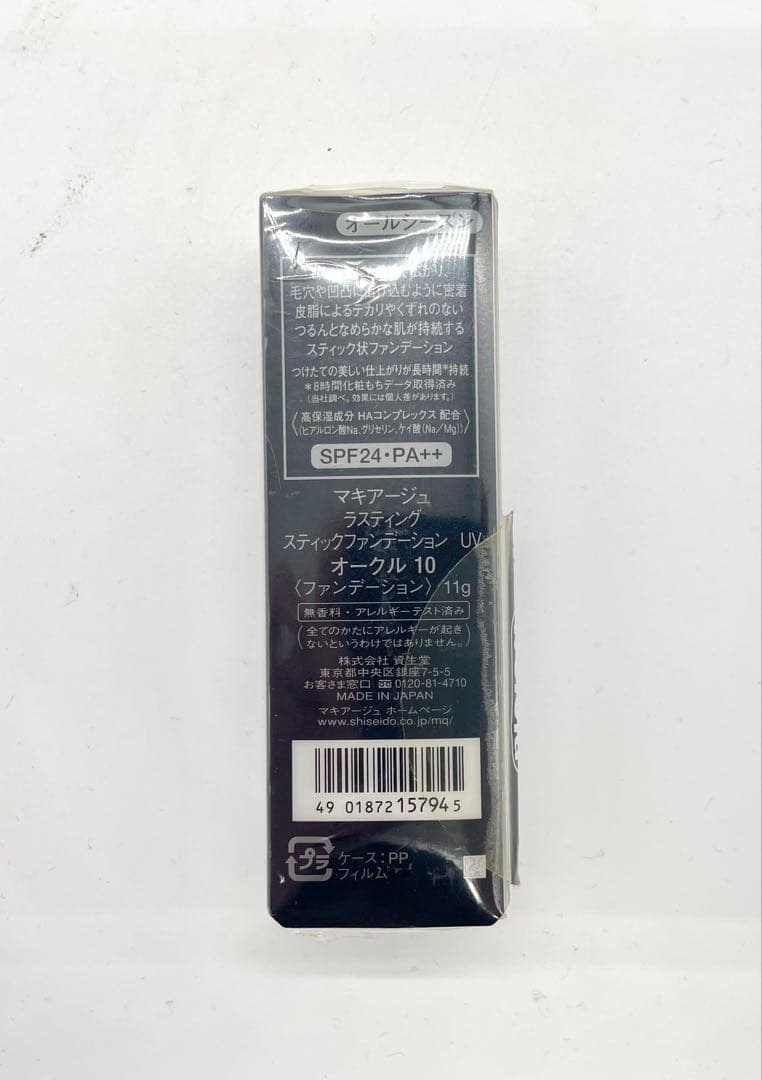 オールシーズン
広がり、
毛穴や凹凸に溶け込むように密着
皮脂によるテカリやくずれのない
つるんとなめらかな肌が持続する
スティック状ファンデーション
つけたての美しい仕上がりが長時間*持続
*8時間化粧もちデータ取得済み
(当社調べ。効果には個人差があります。)
高保湿成分 HAコンプレックス 配合
(ヒアルロン酸Na、グリセリン、ケイ酸(Na/Mg))
SPF24・PA++
マキアージュ
ラスティング
スティックファンデーション UV
オークル 10
〈ファンデーション〉 11g
無香料・アレルギーテスト済み
(全てのかたにアレルギーが起き
ないというわけではありません。)
株式会社 資生堂
東京都中央区銀座7-5-5
お客さま窓口 0120-81-4710
MADE IN JAPAN
マキアージュ ホームページ
www.shiseido.co.jp/mq/
49 01872 157945
プラ
ケース:PP
フィルム